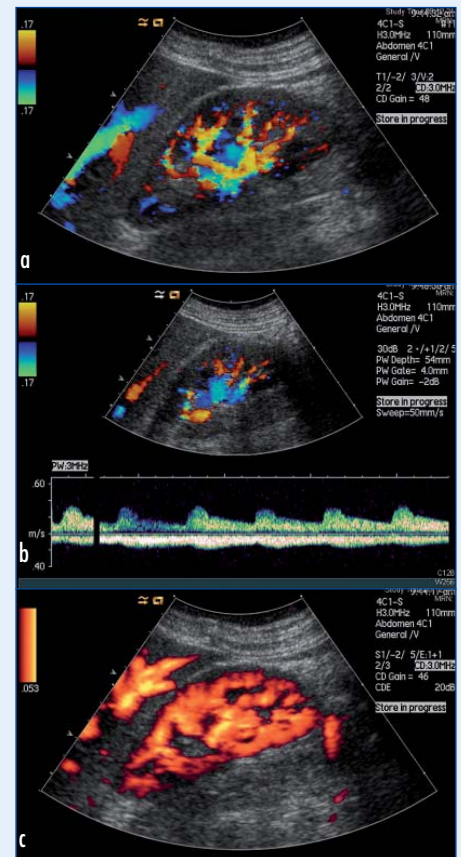 .17
.17
4C1-S
H3.0MHz 110mm
Abdomen 4C1
General /V
T1/-2/ 3/V:2
2/2 CD:3.0MHz
CD Gain = 48
Store in progress
a
.17
.17
4C1-S
H3.0MHz 110mm
Abdomen 4C1
General /V
PW Depth= 54mm
PW Gate= 4.0mm
PW Gain= -2dB
Store in progress
Sweep=50mm/s
PW:3MHz
.60
m/s
.40
b
C128
W256
.053
4C1-S
H3.0MHz 110mm
Abdomen 4C1
General /V
S1/-2/ 5/E:1+1
2/3 CD:3.0MHz
CD Gain = 46
CDE 20dB
Store in progress
c